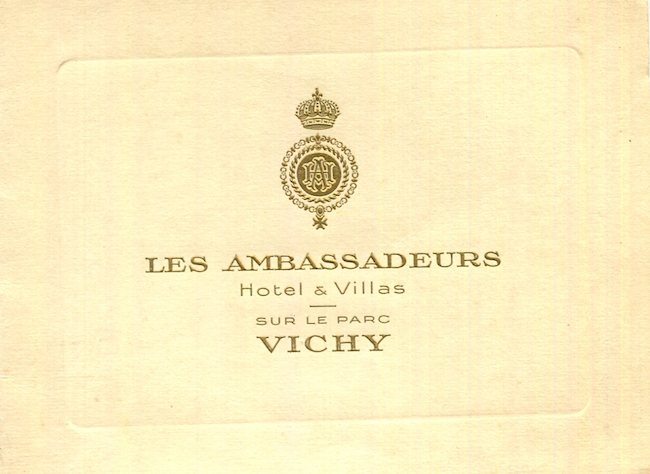 LES AMBASSADEURS
Hotel & Villas
SUR LE PARC
VICHY